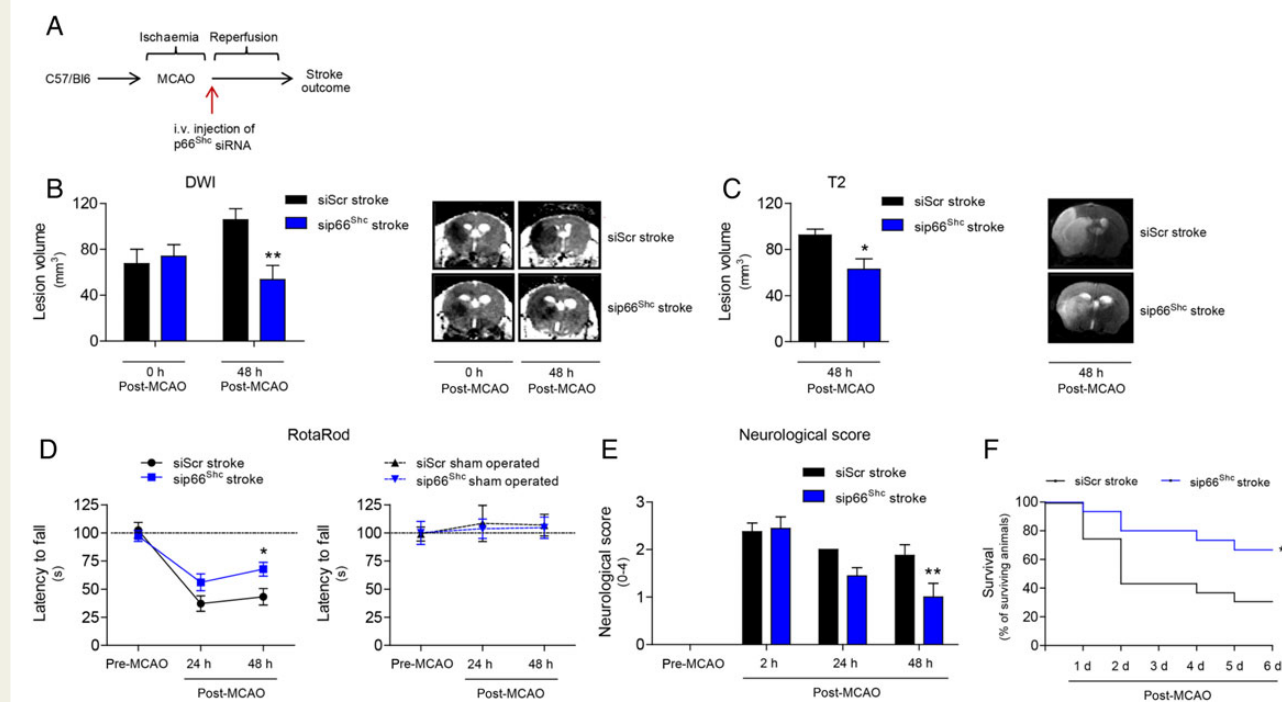 A
Ischaemia Reperfusion
C57/Bl6 MCAO Stroke
outcome
i.v. injection of
p66Shc siRNA
B
DWI
siScr stroke
sip66Shc stroke
Lesion volume
(mm3)
120
80
40
0
**
0 h 48 h
Post-MCAO Post-MCAO
siScr stroke
sip66Shc stroke
0 h 48 h
Post-MCAO Post-MCAO
C
T2
siScr stroke
sip66Shc stroke
Lesion volume
(mm3)
120
80
40
0
*
48 h
Post-MCAO
siScr stroke
sip66Shc stroke
48 h
Post-MCAO
D
RotaRod
siScr stroke
sip66Shc stroke
Latency to fall
(s)
125
100
75
50
25
0
*
Pre-MCAO 24 h 48 h
Post-MCAO
siScr sham operated
sip66Shc sham operated
Latency to fall
(s)
125
100
75
50
25
0
Pre-MCAO 24 h 48 h
Post-MCAO
E
Neurological score
siScr stroke
sip66Shc stroke
Neurological score
(0-4)
3
2
1
0
**
Pre-MCAO 2 h 24 h 48 h
Post-MCAO
F
siScr stroke sip66Shc stroke
Survival
(% of surviving animals)
100
80
60
40
20
0
*
1 d 2 d 3 d 4 d 5 d 6 d
Post-MCAO